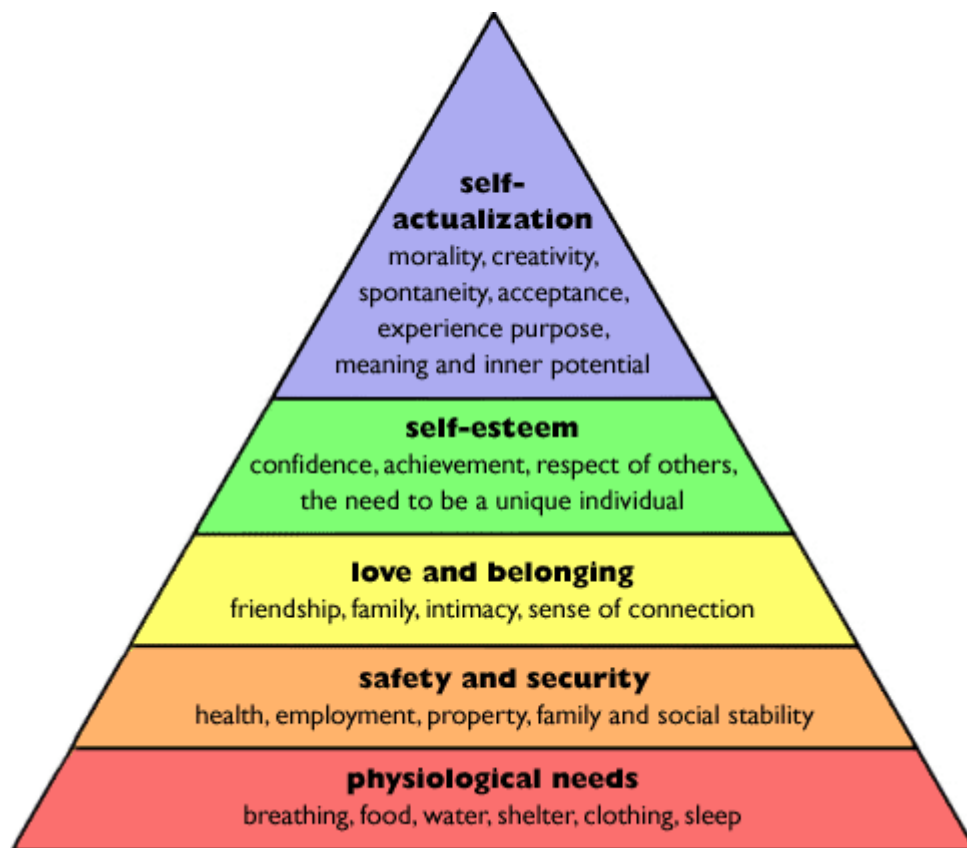 self-
actualization
morality, creativity,
spontaneity, acceptance,
experience purpose,
meaning and inner potential
self-esteem
confidence, achievement, respect of others,
the need to be a unique individual
love and belonging
friendship, family, intimacy, sense of connection
safety and security
health, employment, property, family and social stability
physiological needs
breathing, food, water, shelter, clothing, sleep